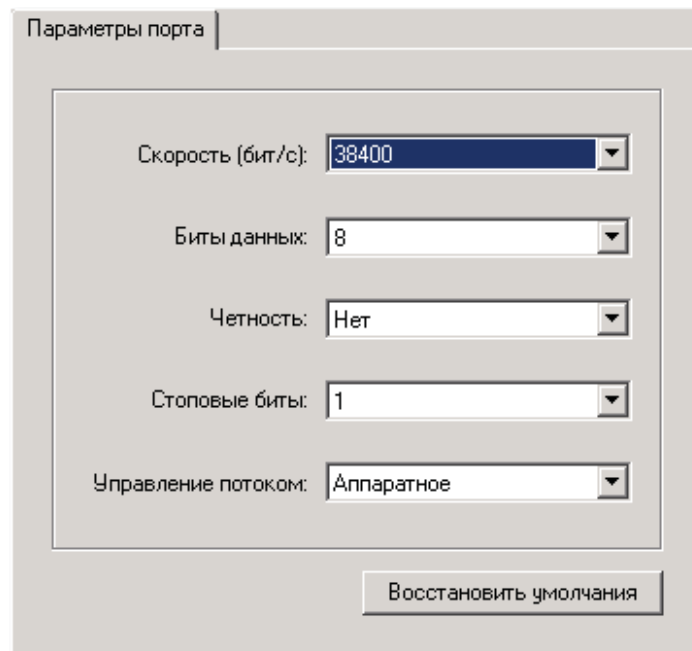 Параметры порта
Скорость (бит/с): 38400
Биты данных: 8
Четность: Нет
Стоповые биты: 1
Управление потоком: Аппаратное
Восстановить умолчания